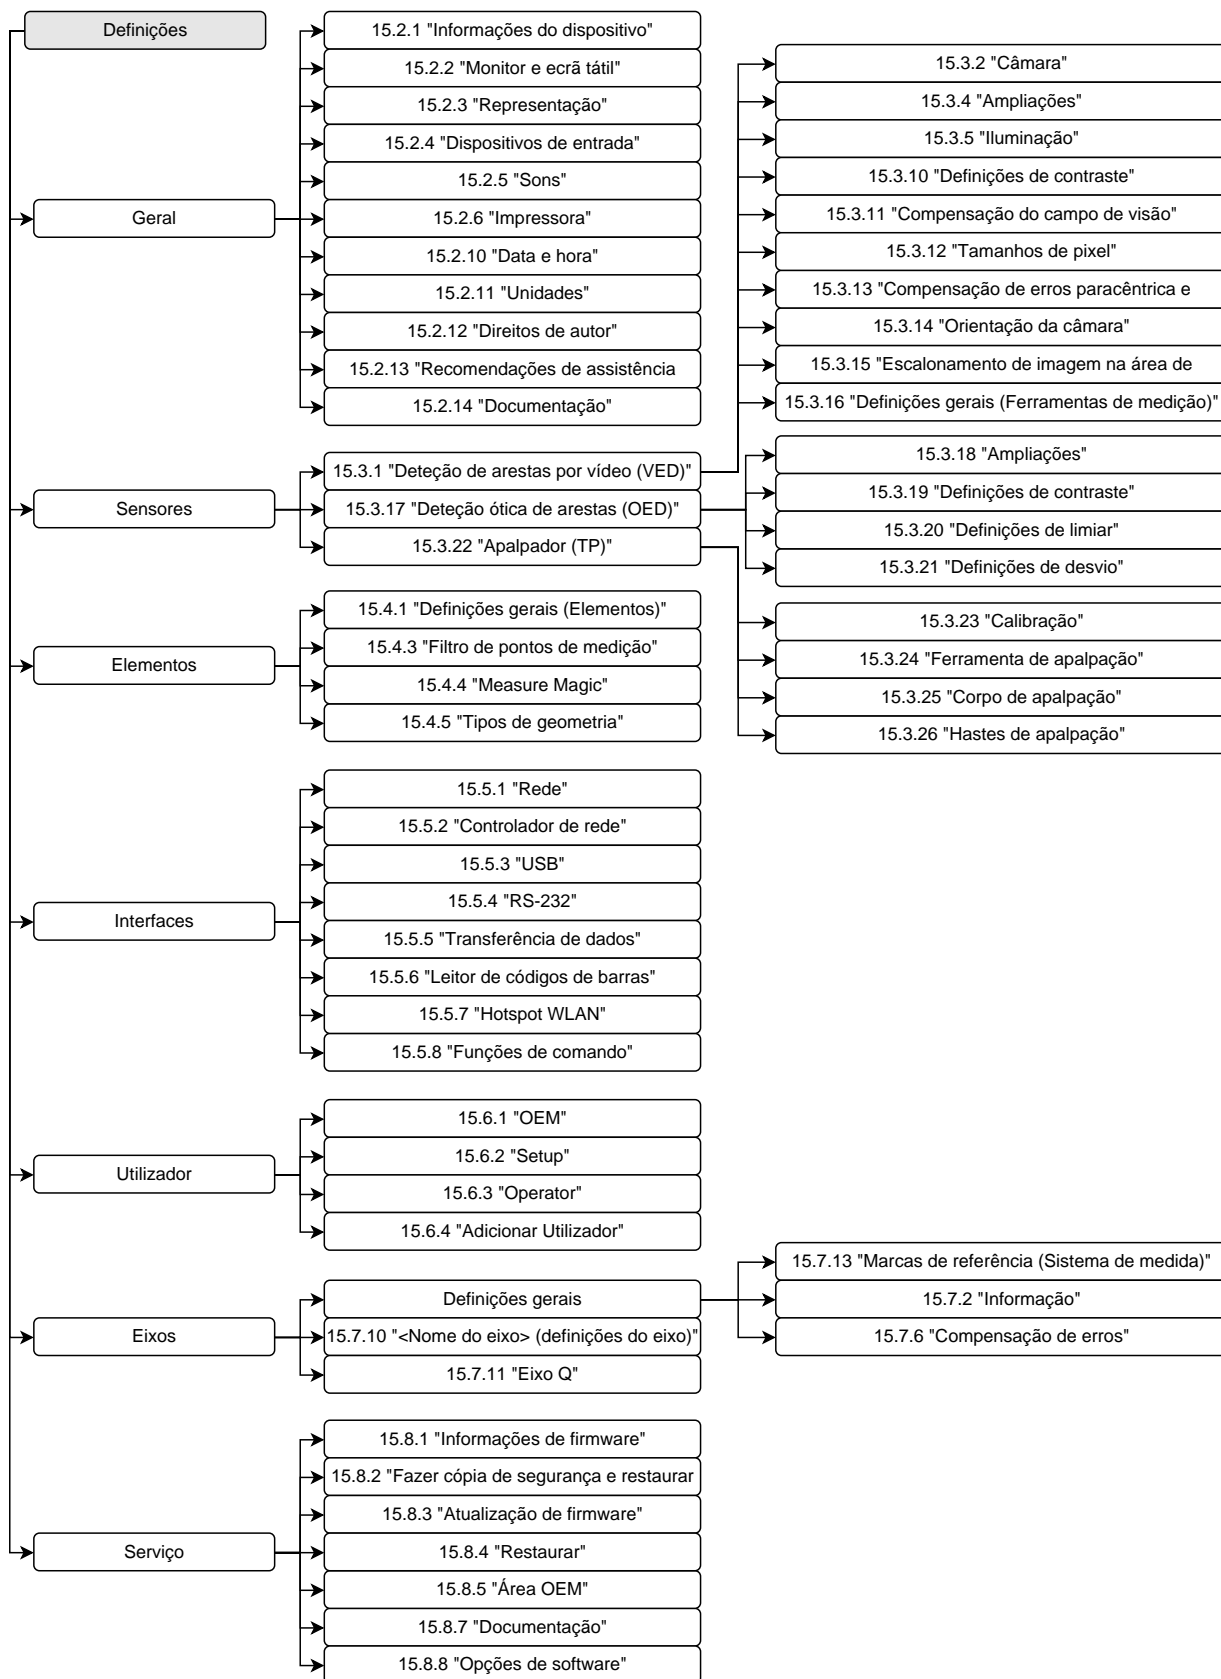 Definições
Geral
15.2.1 "Informações do dispositivo"
15.2.2 "Monitor e ecrã tátil"
15.2.3 "Representação"
15.2.4 "Dispositivos de entrada"
15.2.5 "Sons"
15.2.6 "Impressora"
15.2.10 "Data e hora"
15.2.11 "Unidades"
15.2.12 "Direitos de autor"
15.2.13 "Recomendações de assistência
15.2.14 "Documentação"
Sensores
15.3.1 "Deteção de arestas por vídeo (VED)"
15.3.17 "Deteção ótica de arestas (OED)"
15.3.22 "Apalpador (TP)"
15.3.2 "Câmara"
15.3.4 "Ampliações"
15.3.5 "Iluminação"
15.3.10 "Definições de contraste"
15.3.11 "Compensação do campo de visão"
15.3.12 "Tamanhos de pixel"
15.3.13 "Compensação de erros paracêntrica e
15.3.14 "Orientação da câmara"
15.3.15 "Escalonamento de imagem na área de
15.3.16 "Definições gerais (Ferramentas de medição)"
15.3.18 "Ampliações"
15.3.19 "Definições de contraste"
15.3.20 "Definições de limiar"
15.3.21 "Definições de desvio"
15.3.23 "Calibração"
15.3.24 "Ferramenta de apalpação"
15.3.25 "Corpo de apalpação"
15.3.26 "Hastes de apalpação"
Elementos
15.4.1 "Definições gerais (Elementos)"
15.4.3 "Filtro de pontos de medição"
15.4.4 "Measure Magic"
15.4.5 "Tipos de geometria"
Interfaces
15.5.1 "Rede"
15.5.2 "Controlador de rede"
15.5.3 "USB"
15.5.4 "RS-232"
15.5.5 "Transferência de dados"
15.5.6 "Leitor de códigos de barras"
15.5.7 "Hotspot WLAN"
15.5.8 "Funções de comando"
Utilizador
15.6.1 "OEM"
15.6.2 "Setup"
15.6.3 "Operator"
15.6.4 "Adicionar Utilizador"
Eixos
Definições gerais
15.7.10 "<Nome do eixo> (definições do eixo)"
15.7.11 "Eixo Q"
15.7.13 "Marcas de referência (Sistema de medida)"
15.7.2 "Informação"
15.7.6 "Compensação de erros"
Serviço
15.8.1 "Informações de firmware"
15.8.2 "Fazer cópia de segurança e restaurar
15.8.3 "Atualização de firmware"
15.8.4 "Restaurar"
15.8.5 "Área OEM"
15.8.7 "Documentação"
15.8.8 "Opções de software"